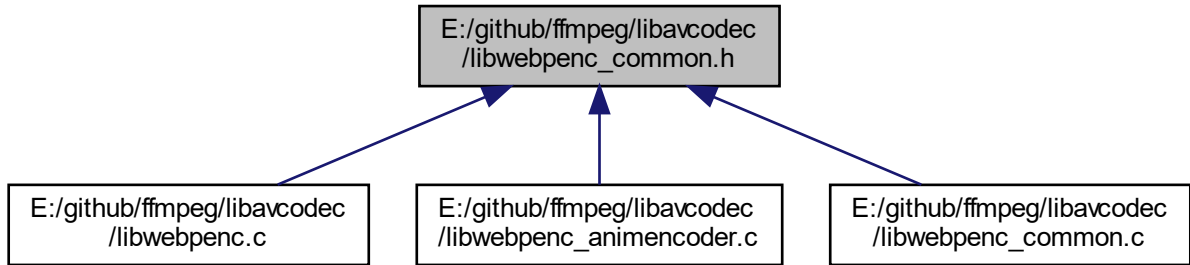 E:/github/ffmpeg/libavcodec
/libwebpenc_common.h
E:/github/ffmpeg/libavcodec
/libwebpenc.c
E:/github/ffmpeg/libavcodec
/libwebpenc_animencoder.c
E:/github/ffmpeg/libavcodec
/libwebpenc_common.c